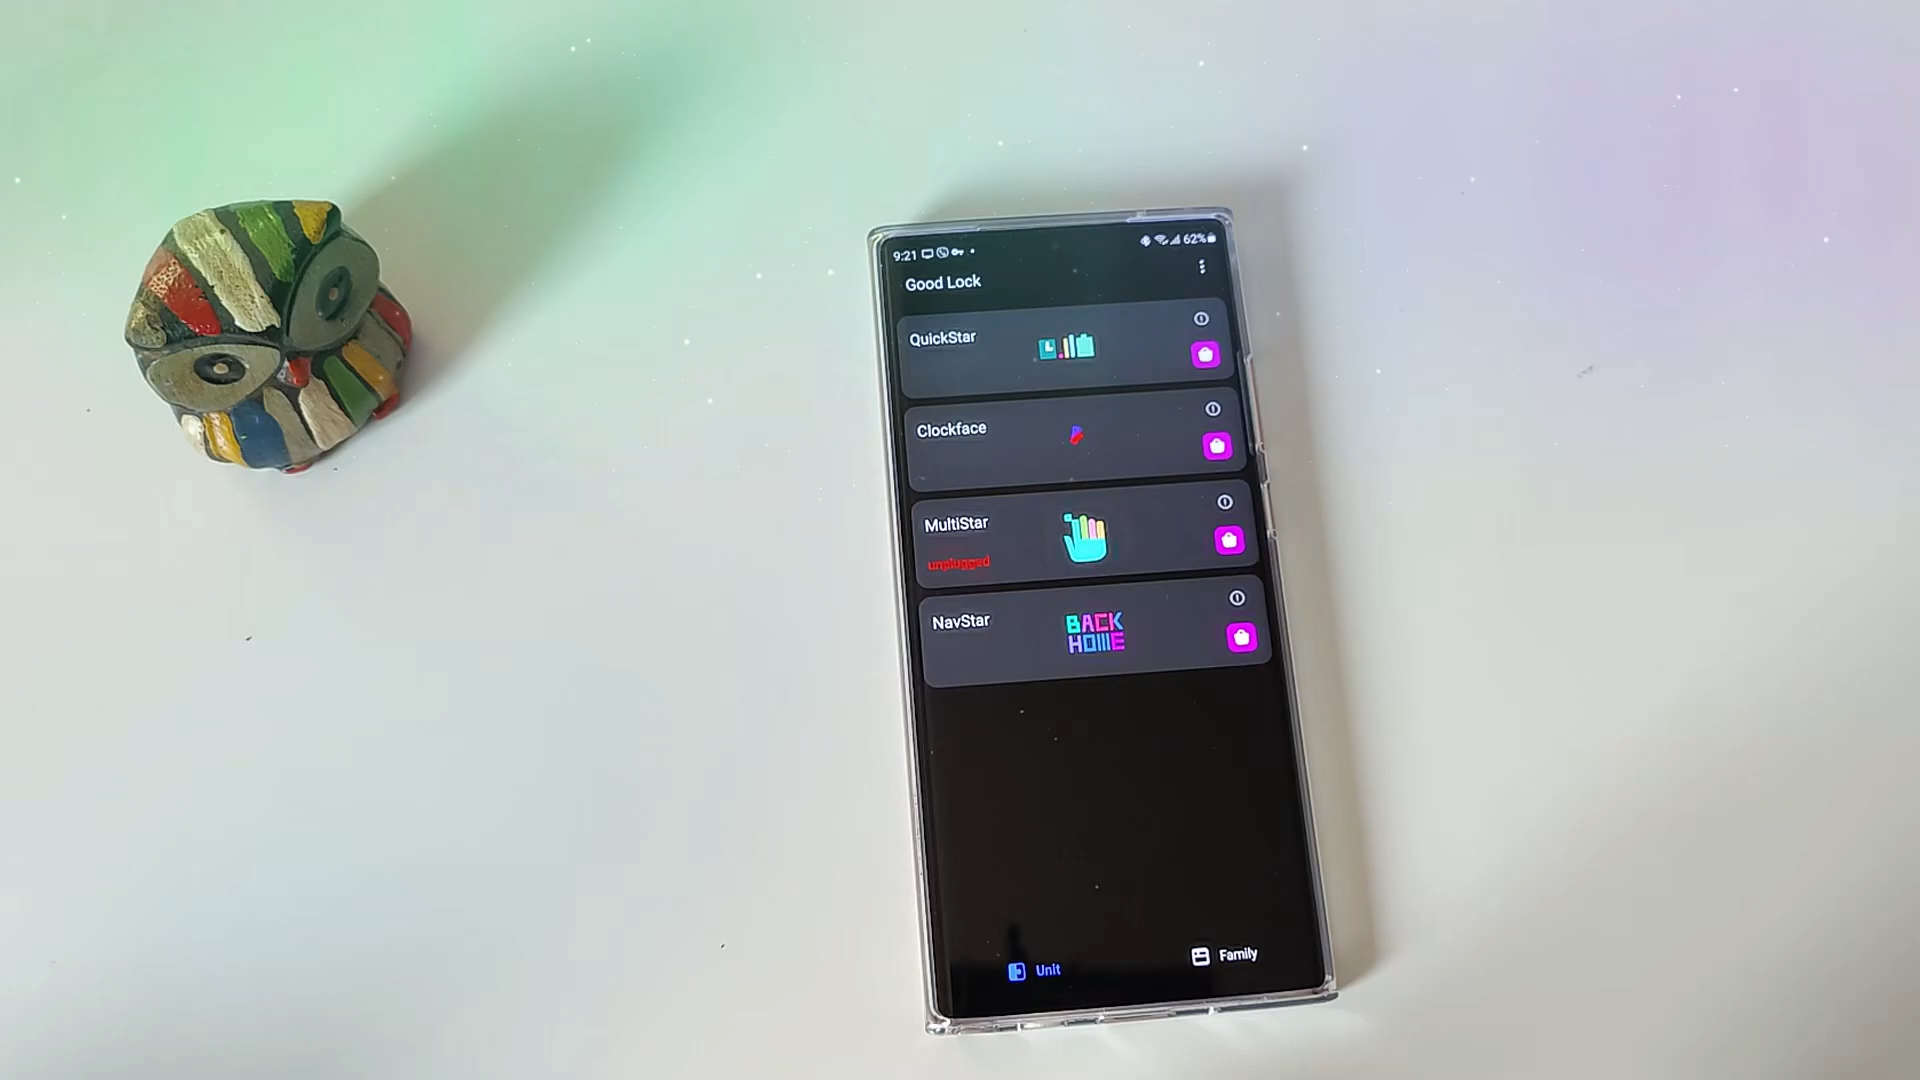 9:21
62%
Good Lock
QuickStar
Clockface
MultiStar
unplugged
NavStar
BACK
HOME
Unit
Family